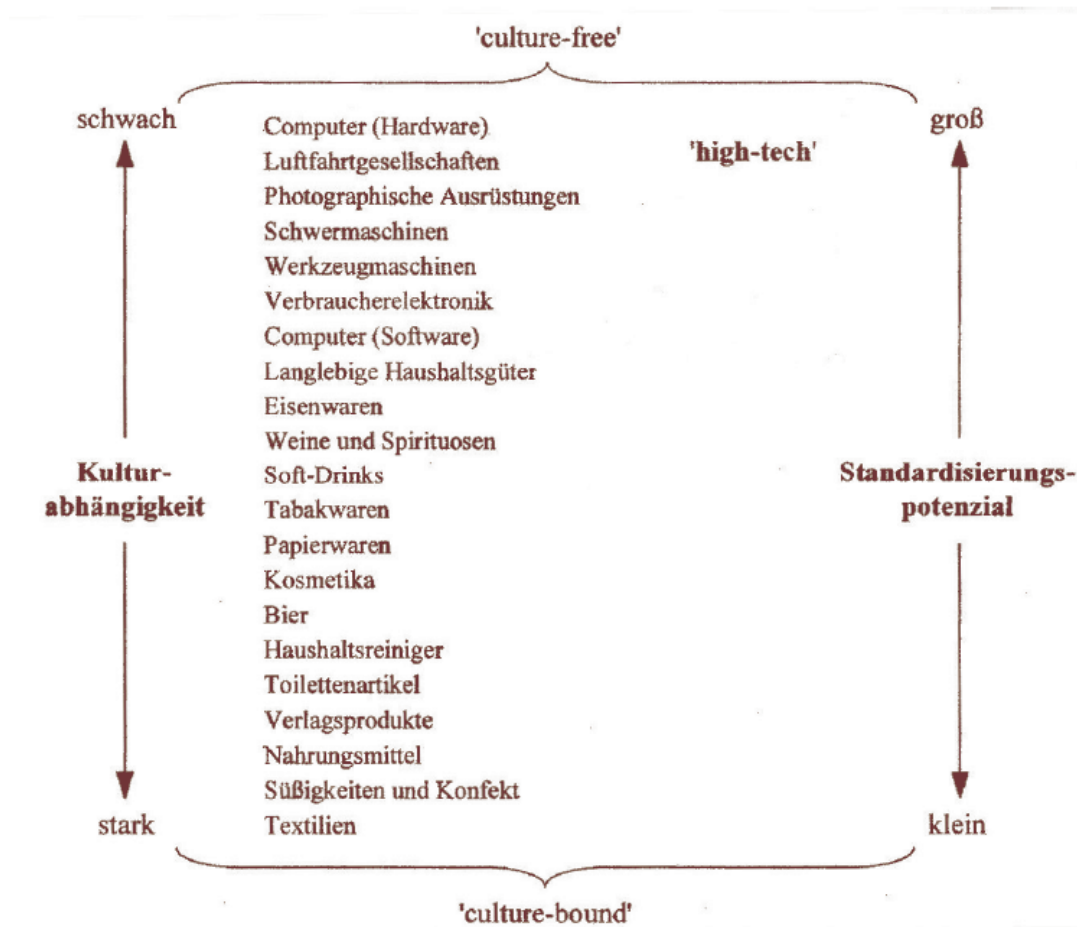 'culture-free'
schwach
groß
Computer (Hardware)
'high-tech'
Luftfahrtgesellschaften
Photographische Ausrüstungen
Schwermaschinen
Werkzeugmaschinen
Verbraucherelektronik
Computer (Software)
Langlebige Haushaltsgüter
Eisenwaren
Weine und Spirituosen
Kultur-
abhängigkeit
Soft-Drinks
Tabakwaren
Standardisierungs-
potenzial
Papierwaren
Kosmetika
Bier
Haushaltsreiniger
Toilettenartikel
Verlagsprodukte
Nahrungsmittel
Süßigkeiten und Konfekt
stark
Textilien
klein
'culture-bound'